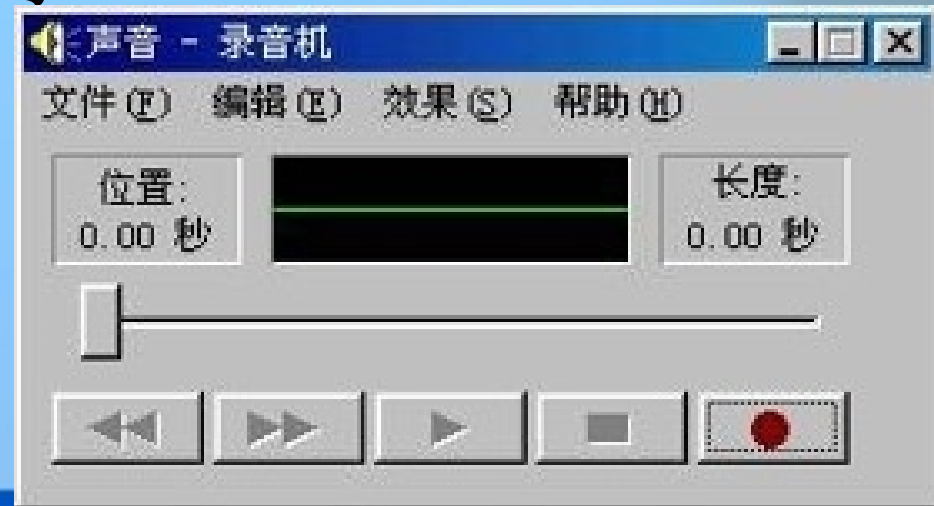 声音 - 录音机
文件(F) 编辑(E) 效果(S) 帮助(H)
位置:
0.00 秒
长度:
0.00 秒